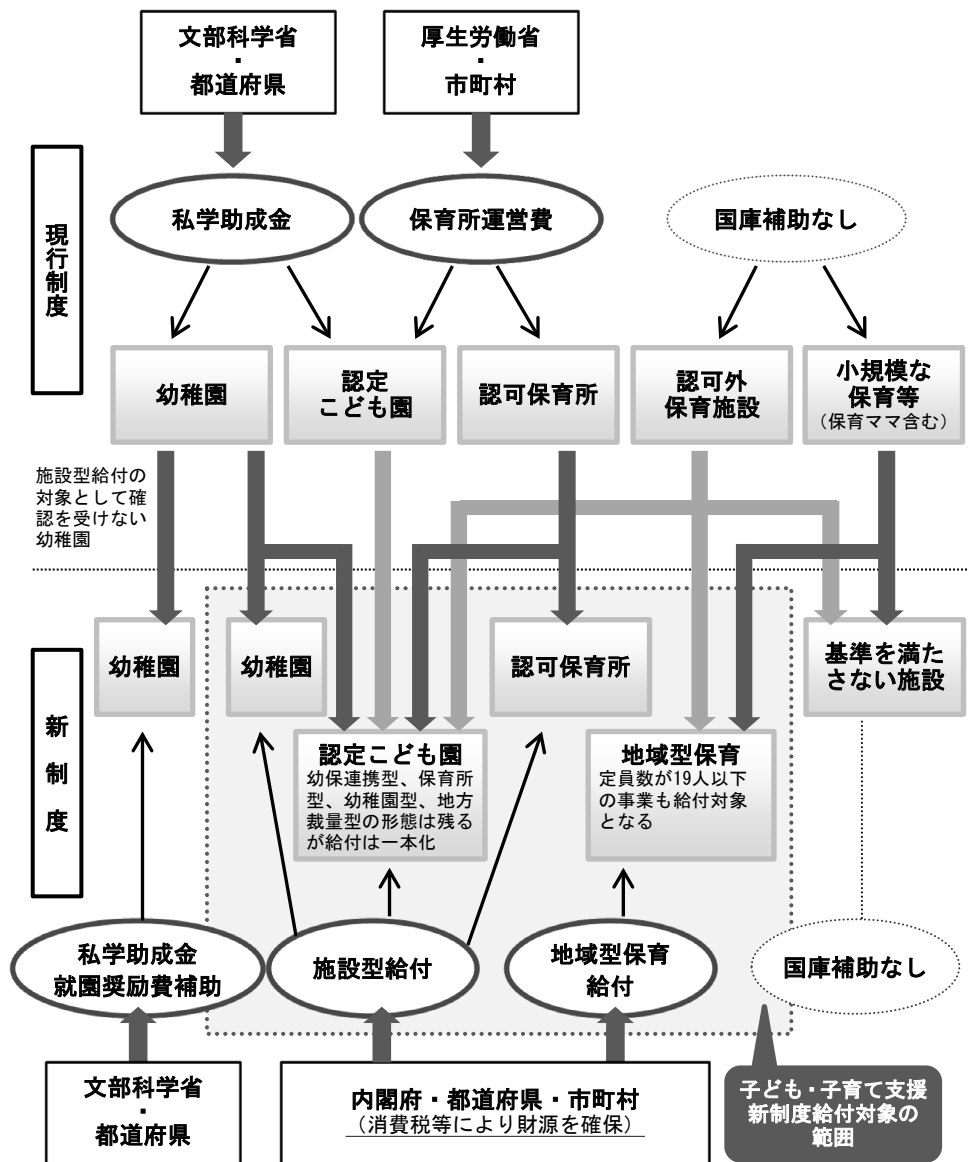 文部科学省
・
都道府県
厚生労働省
・
市町村
現行制度
私学助成金
保育所運営費
国庫補助なし
幼稚園
認定
こども園
認可保育所
認可外
保育施設
小規模な
保育等
（保育ママ含む）
施設型給付の
対象として確
認を受けない
幼稚園
新制度
幼稚園
幼稚園
認可保育所
基準を満た
さない施設
認定こども園
幼保連携型、保育所
型、幼稚園型、地方
裁量型の形態は残る
が給付は一本化
地域型保育
定員数が19人以下
の事業も給付対象
となる
私学助成金
就園奨励費補助
施設型給付
地域型保育
給付
国庫補助なし
文部科学省
・
都道府県
内閣府・都道府県・市町村
（消費税等により財源を確保）
子ども・子育て支援
新制度給付対象の
範囲